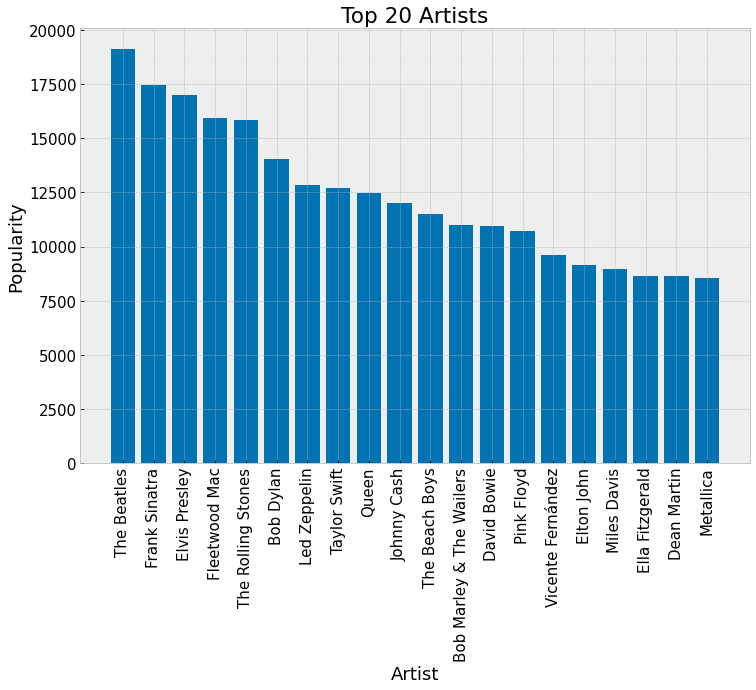 Top 20 Artists
Popularity
20000
17500
15000
12500
10000
7500
5000
2500
0
The Beatles
Frank Sinatra
Elvis Presley
Fleetwood Mac
The Rolling Stones
Bob Dylan
Led Zeppelin
Taylor Swift
Queen
Johnny Cash
The Beach Boys
Bob Marley & The Wailers
David Bowie
Pink Floyd
Vicente Fernández
Elton John
Miles Davis
Ella Fitzgerald
Dean Martin
Metallica
Artist